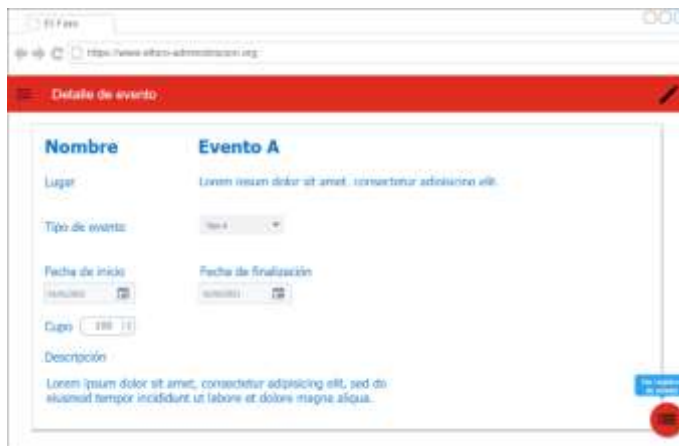 El Faro
Detalle de evento
Nombre
Evento A
Lugar
Lorem ipsum dolor sit amet, consectetur adipisicing elit.
Tipo de evento
Tipo A
Fecha de inicio
Fecha de finalización
Cupo
Descripción
Lorem ipsum dolor sit amet, consectetur adipisicing elit, sed do
eiusmod tempor incididunt ut labore et dolore magna aliqua.